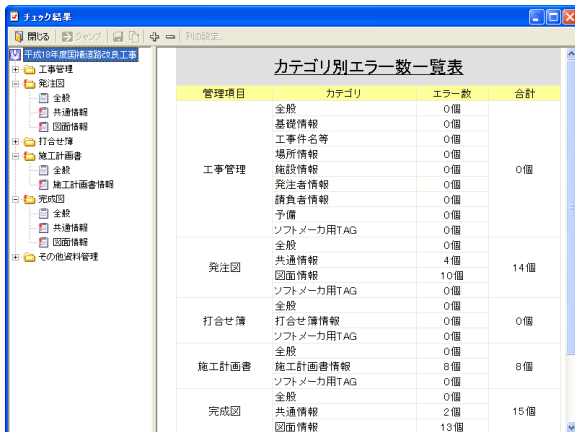 チェック結果
閉じる ジャンプ 列の設定...
平成18年度国補道路改良工事
工事管理
発注図
全般
共通情報
図面情報
打合せ簿
施工計画書
全般
施工計画書情報
完成図
全般
共通情報
図面情報
その他資料管理
カテゴリ別エラー数一覧表
管理項目 カテゴリ エラー数 合計
全般 0個
基礎情報 0個
工事件名等 0個
場所情報 0個
工事管理 施設情報 0個 0個
発注者情報 0個
請負者情報 0個
予備 0個
ソフトメーカ用TAG 0個
全般 0個
発注図 共通情報 4個 14個
図面情報 10個
ソフトメーカ用TAG 0個
全般 0個
打合せ簿 打合せ簿情報 0個 0個
ソフトメーカ用TAG 0個
全般 0個
施工計画書 施工計画書情報 8個 8個
ソフトメーカ用TAG 0個
全般 0個
完成図 共通情報 2個 15個
図面情報 13個